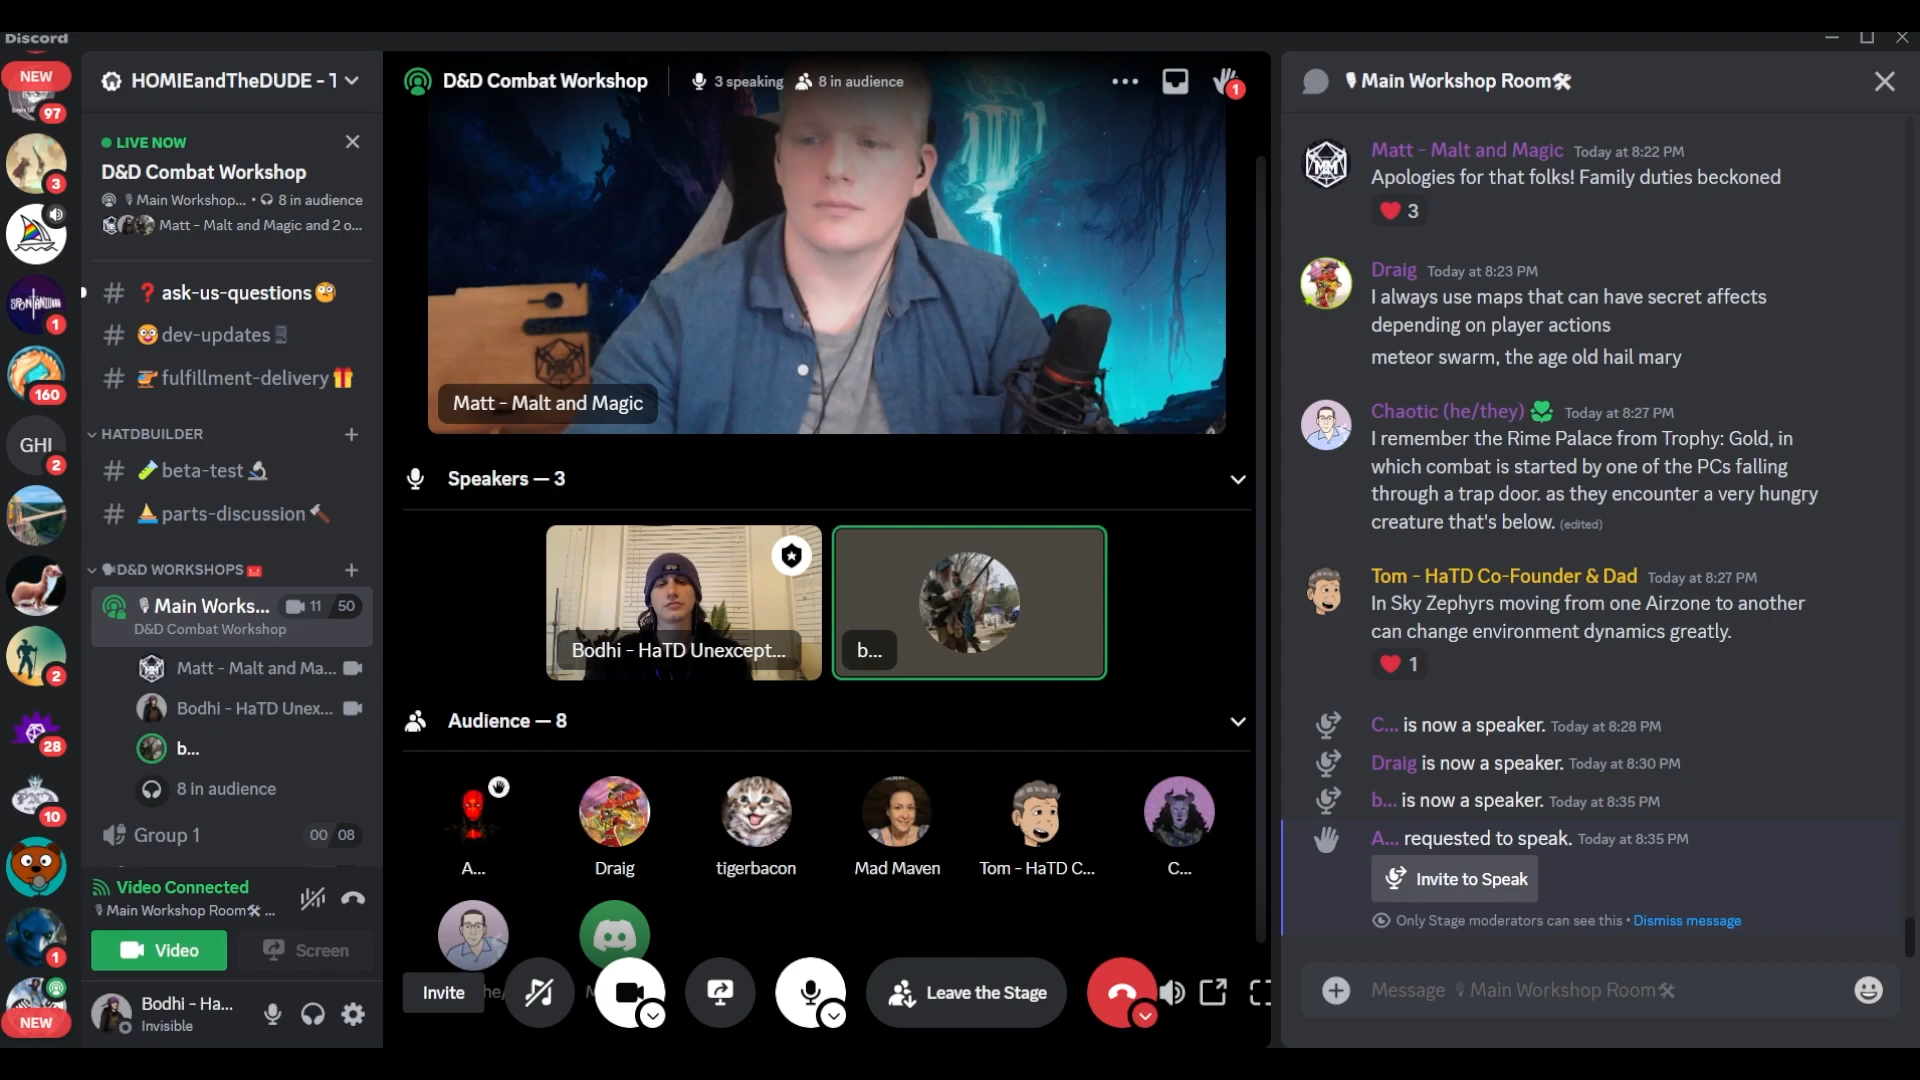 Discord
NEW
97
3
SPONTANEUM
1
160
GHI
2
2
28
10
1
NEW
HOMIEandTheDUDE - T
LIVE NOW
D&D Combat Workshop
Main Workshop... • 8 in audience
Matt - Malt and Magic and 2 o...
# ❓ ask-us-questions
# dev-updates
# fulfillment-delivery
HATDBUILDER
# beta-test
# parts-discussion
D&D WORKSHOPS
Main Works... 11 50
D&D Combat Workshop
Matt - Malt and Ma...
Bodhi - HaTD Unex...
b...
8 in audience
Group 1 00 08
Video Connected
Main Workshop Room🛠 ...
Video Screen
Bodhi - Ha...
Invisible
D&D Combat Workshop 3 speaking 8 in audience
1
MM
Matt - Malt and Magic
Speakers — 3
Bodhi - HaTD Unexcept...
b...
Audience — 8
A... Draig tigerbacon Mad Maven Tom - HaTD C... C...
Invite he/
Leave the Stage
Main Workshop Room🛠
Matt - Malt and Magic Today at 8:22 PM
Apologies for that folks! Family duties beckoned
❤ 3
Draig Today at 8:23 PM
I always use maps that can have secret affects
depending on player actions
meteor swarm, the age old hail mary
Chaotic (he/they) Today at 8:27 PM
I remember the Rime Palace from Trophy: Gold, in
which combat is started by one of the PCs falling
through a trap door. as they encounter a very hungry
creature that's below. (edited)
Tom - HaTD Co-Founder & Dad Today at 8:27 PM
In Sky Zephyrs moving from one Airzone to another
can change environment dynamics greatly.
❤ 1
C... is now a speaker. Today at 8:28 PM
Draig is now a speaker. Today at 8:30 PM
b... is now a speaker. Today at 8:35 PM
A... requested to speak. Today at 8:35 PM
Invite to Speak
Only Stage moderators can see this • Dismiss message
Message Main Workshop Room🛠